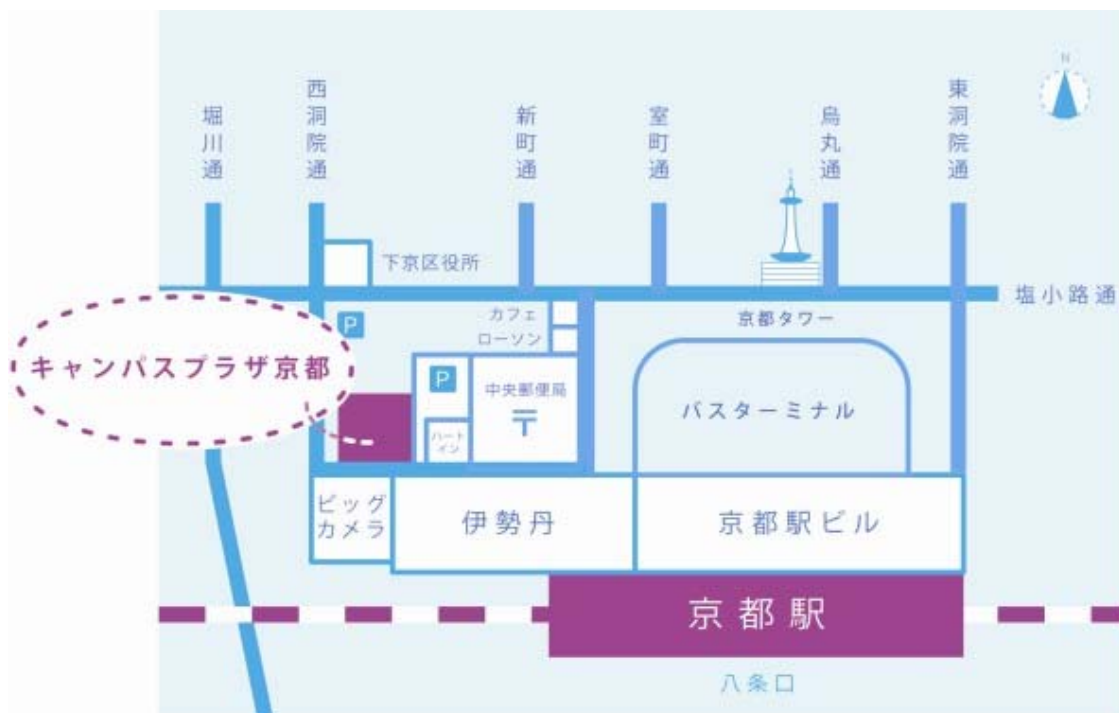 N
堀川通
西洞院通
新町通
室町通
烏丸通
東洞院通
下京区役所
塩小路通
カフェ
ローソン
京都タワー
P
キャンパスプラザ京都
P
中央郵便局
〒
ハート
イン
バスターミナル
ビッグ
カメラ
伊勢丹
京都駅ビル
京都駅
八条口